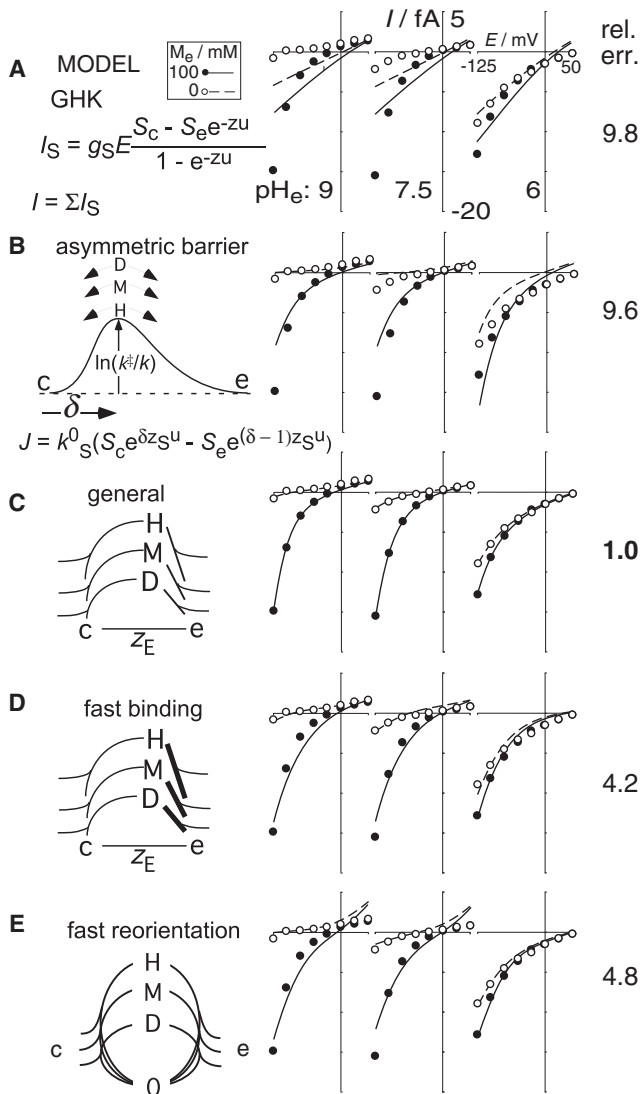 I / fA 5
rel.
err.
M_e / mM
100 ●—
0 ○– –
E / mV
-125
50
A
MODEL
GHK
9.8
I_S = g_S E (S_c - S_e e^-zu) / (1 - e^-zu)
pH_e: 9
7.5
6
I = ΣI_S
-20
B
asymmetric barrier
D
M
H
9.6
ln(k‡/k)
c
e
δ
J = k^0_S(S_c e^δz_S u - S_e e^(δ – 1)z_S u)
C
general
H
M
D
1.0
c
e
z_E
D
fast binding
H
M
D
4.2
c
e
z_E
E
fast reorientation
H
M
D
4.8
c
e
0